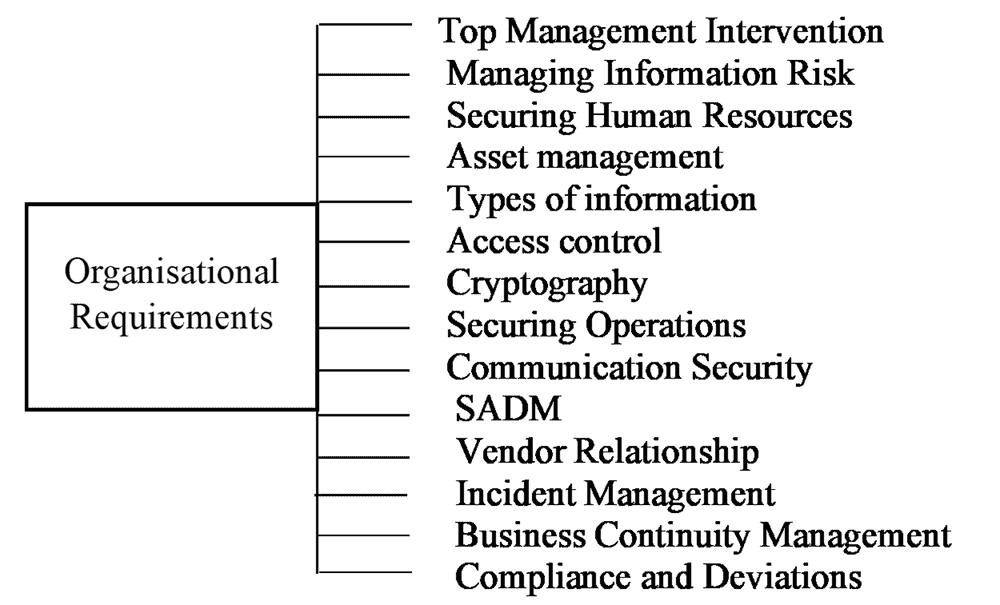 Top Management Intervention
Managing Information Risk
Securing Human Resources
Asset management
Types of information
Access control
Cryptography
Securing Operations
Communication Security
SADM
Vendor Relationship
Incident Management
Business Continuity Management
Compliance and Deviations
Organisational
Requirements